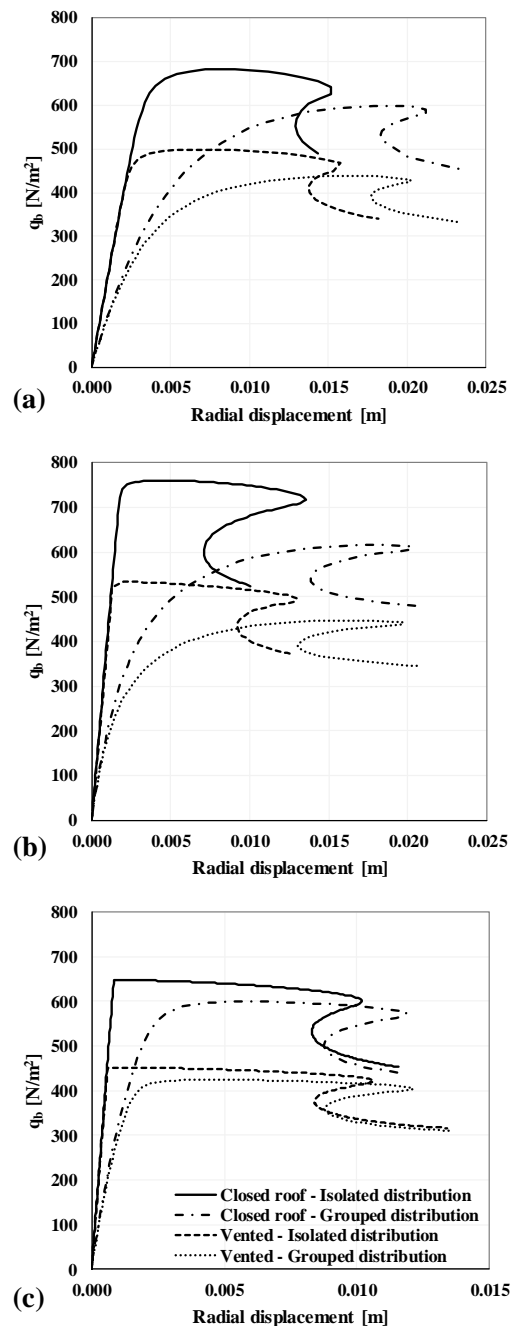 800
700
600
500
400
300
200
100
0
q_b [N/m²]
0.000 0.005 0.010 0.015 0.020 0.025
(a)
Radial displacement [m]
800
700
600
500
400
300
200
100
0
q_b [N/m²]
0.000 0.005 0.010 0.015 0.020 0.025
(b)
Radial displacement [m]
800
700
600
500
400
300
200
100
0
q_b [N/m²]
Closed roof - Isolated distribution
Closed roof - Grouped distribution
Vented - Isolated distribution
Vented - Grouped distribution
0.000 0.005 0.010 0.015
(c)
Radial displacement [m]